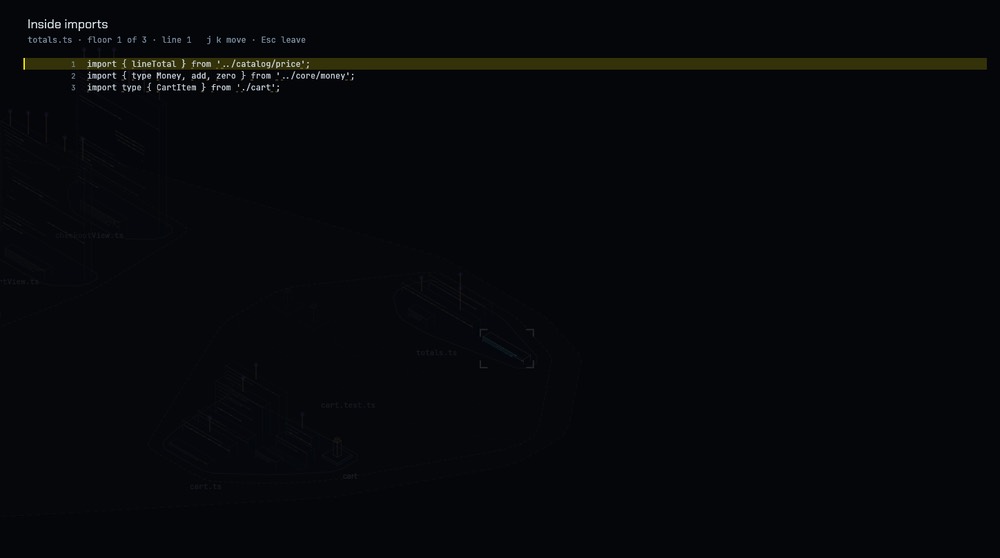 Inside imports
totals.ts · floor 1 of 3 · line 1 j k move · Esc leave
1 import { lineTotal } from '../catalog/price';
2 import { type Money, add, zero } from '../core/money';
3 import type { CartItem } from './cart';
totals.ts
cart.test.ts
cart
cart.ts